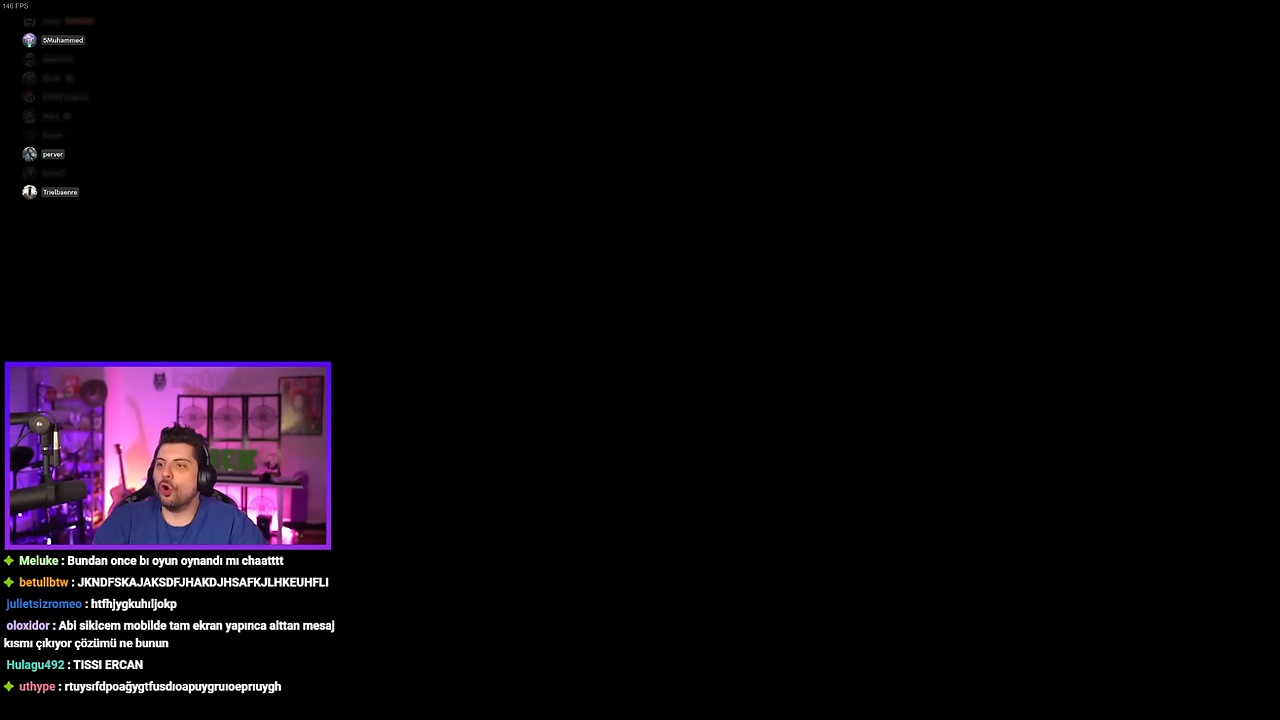 146 FPS
5Muhammed
perver
Trielbaenre
Meluke : Bundan once bı oyun oynandı mı chaatttt
betullbtw : JKNDFSKAJAKSDFJHAKDJHSAFKJLHKEUHFLI
julietsizromeo : htfhjygkuhıljokp
oloxidor : Abi sikicem mobilde tam ekran yapınca alttan mesaj
kısmı çıkıyor çözümü ne bunun
Hulagu492 : TISSI ERCAN
uthype : rtuysıfdpoağygtfusdıoapuygruıoeprıuygh